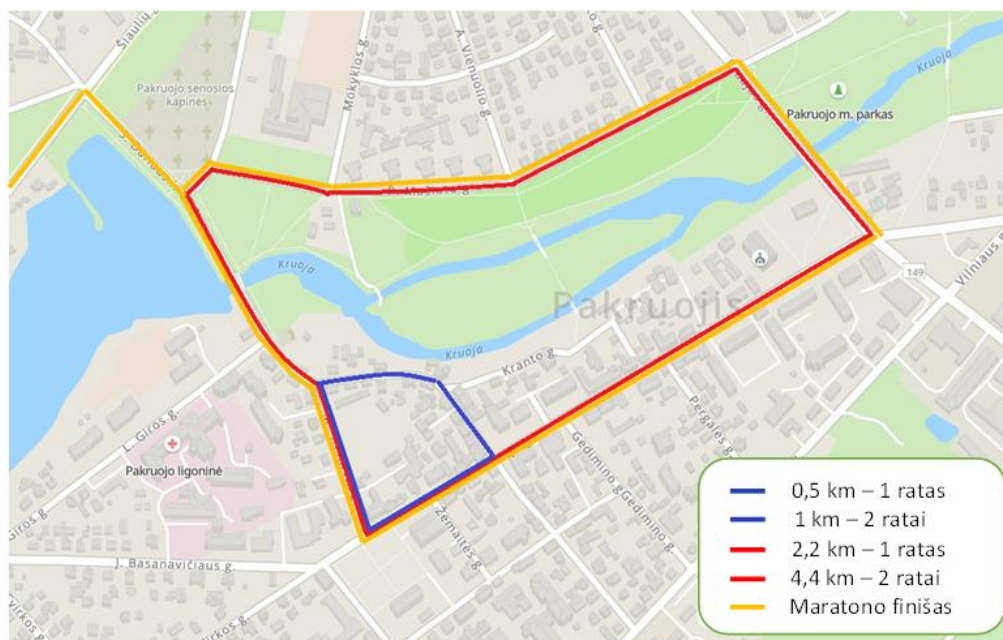 Šiaulių
Mokyklos g.
A. Vienuolio g.
Kruoja
Pakruojo senosios
kapinės
Pakruojo m. parkas
Kruoja
149
Vilniaus g.
Pakruojis
Kruoja
Kranto g.
L. Giros g.
Pergalės g.
Pakruojo ligoninė
Gedimino g.
Gedimino g.
Žemaitės g.
Giros g.
J. Basanavičiaus g.
Cvirkos g.
0,5 km – 1 ratas
1 km – 2 ratai
2,2 km – 1 ratas
4,4 km – 2 ratai
Maratono finišas